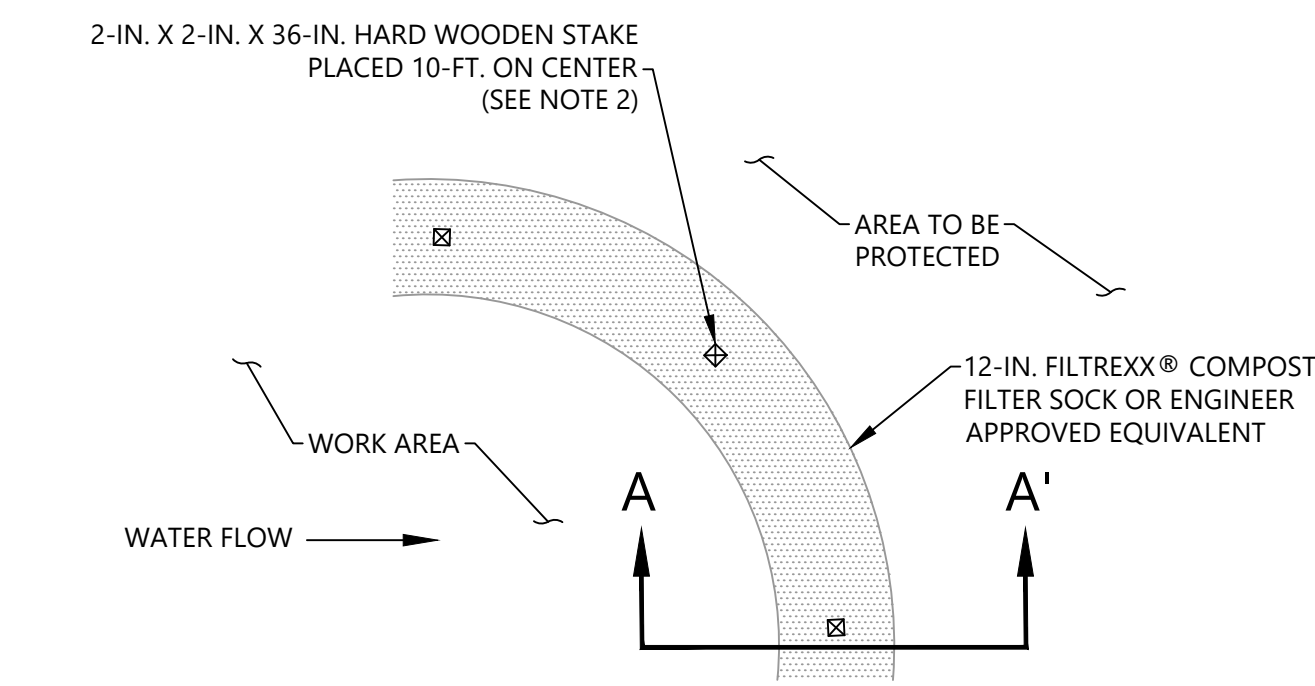 2-IN. X 2-IN. X 36-IN. HARD WOODEN STAKE
PLACED 10-FT. ON CENTER
(SEE NOTE 2)
AREA TO BE
PROTECTED
12-IN. FILTREXX® COMPOST
FILTER SOCK OR ENGINEER
APPROVED EQUIVALENT
WORK AREA
A
A'
WATER FLOW